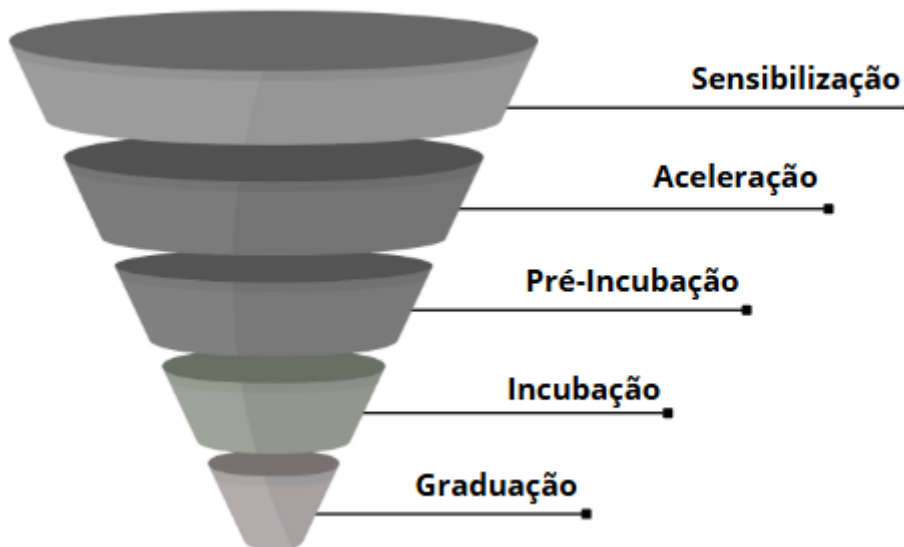 Sensibilização
Aceleração
Pré-Incubação
Incubação
Graduação